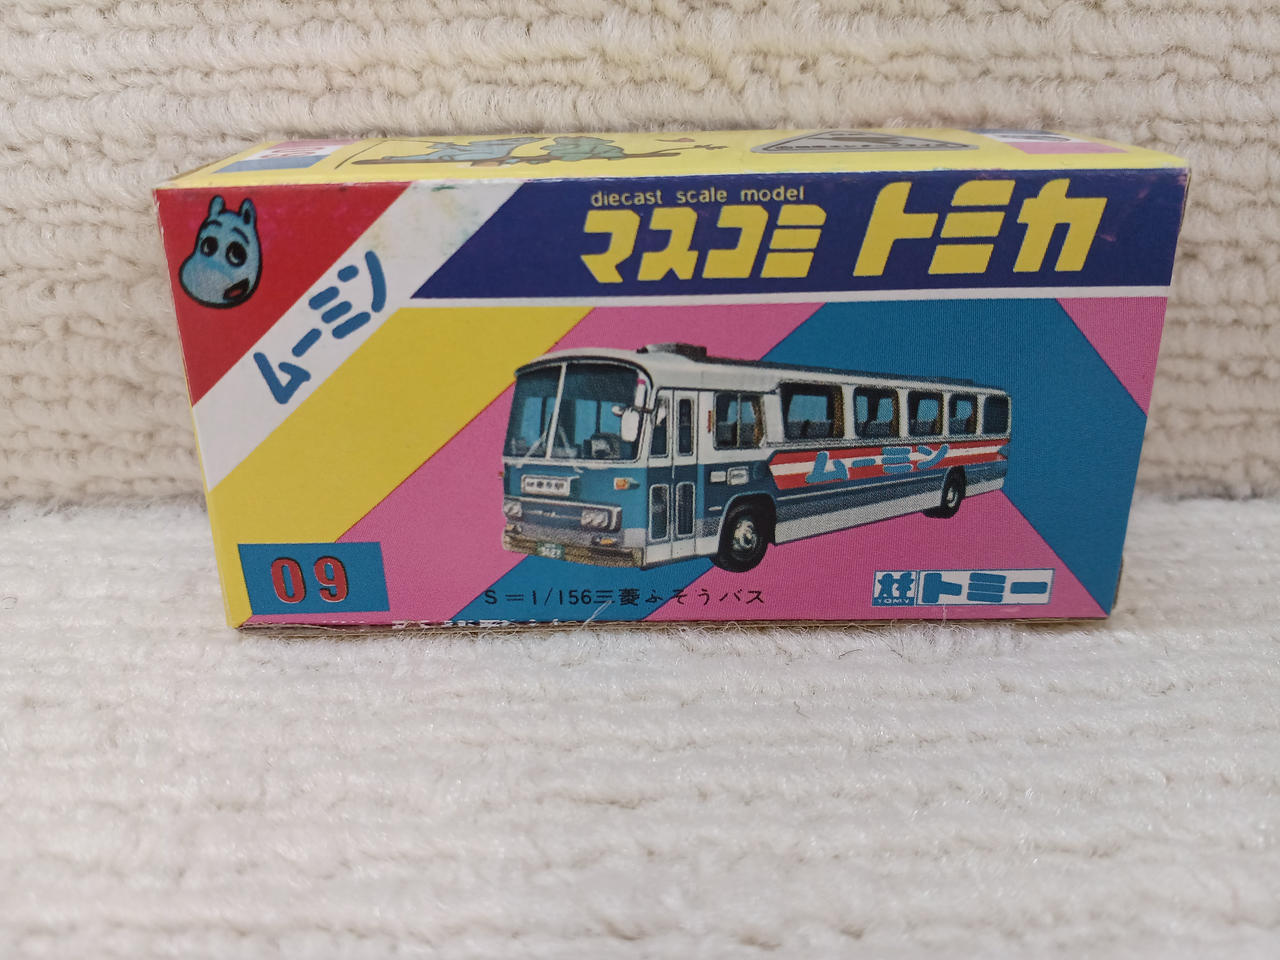 diecast scale model
マスコミ トミカ
ムーミン
ムーミン
09
S=1/156三菱ふそうバス
TOMY トミー